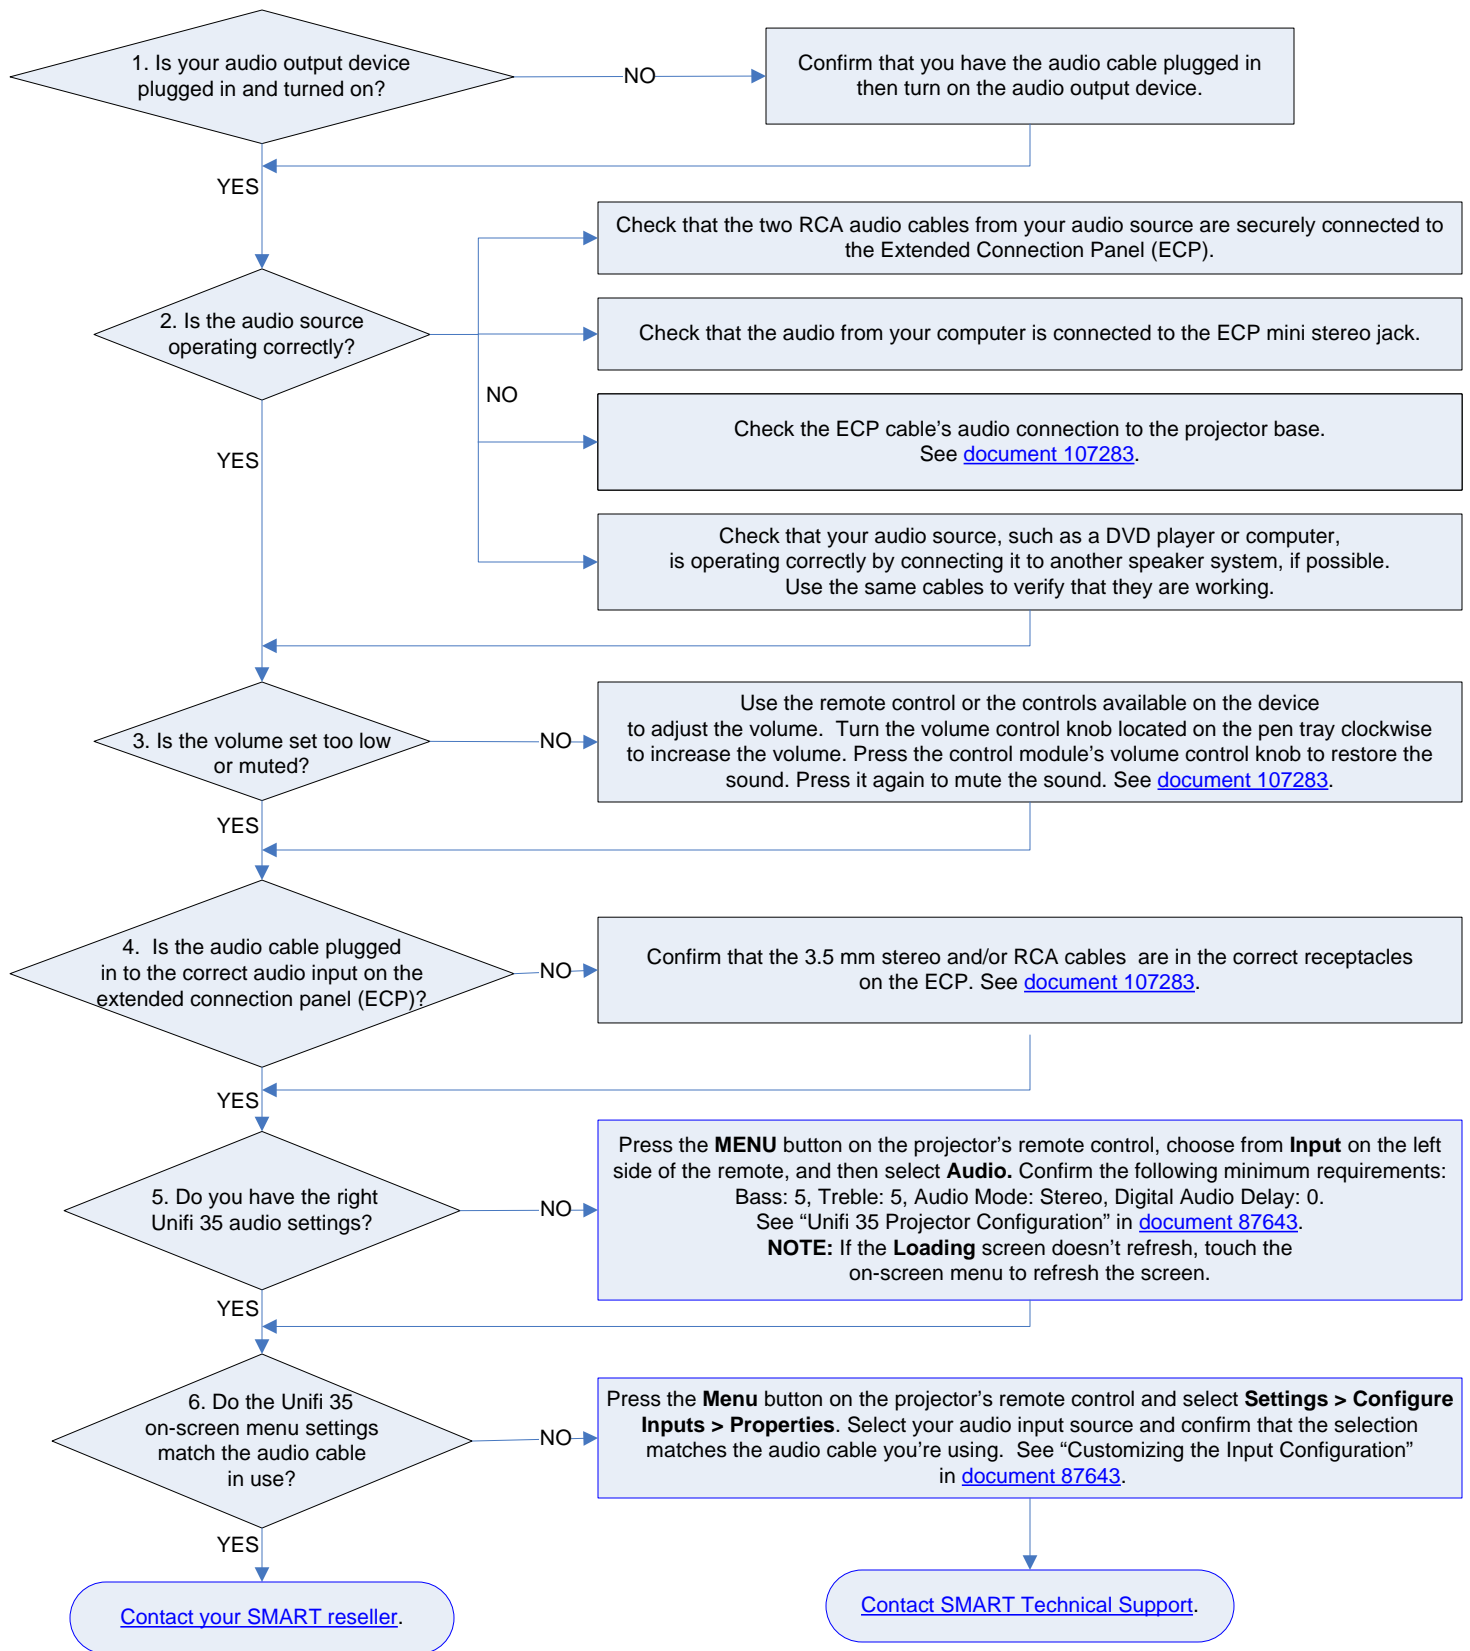 1. Is your audio output device
plugged in and turned on?
NO
Confirm that you have the audio cable plugged in
then turn on the audio output device.
YES
Check that the two RCA audio cables from your audio source are securely connected to
the Extended Connection Panel (ECP).
2. Is the audio source
operating correctly?
Check that the audio from your computer is connected to the ECP mini stereo jack.
NO
Check the ECP cable’s audio connection to the projector base.
See document 107283.
YES
Check that your audio source, such as a DVD player or computer,
is operating correctly by connecting it to another speaker system, if possible.
Use the same cables to verify that they are working.
3. Is the volume set too low
or muted?
NO
Use the remote control or the controls available on the device
to adjust the volume.  Turn the volume control knob located on the pen tray clockwise
to increase the volume. Press the control module’s volume control knob to restore the
sound. Press it again to mute the sound. See document 107283.
YES
4.  Is the audio cable plugged
in to the correct audio input on the
extended connection panel (ECP)?
NO
Confirm that the 3.5 mm stereo and/or RCA cables  are in the correct receptacles
on the ECP. See document 107283.
YES
5. Do you have the right
Unifi 35 audio settings?
NO
Press the MENU button on the projector’s remote control, choose from Input on the left
side of the remote, and then select Audio. Confirm the following minimum requirements:
Bass: 5, Treble: 5, Audio Mode: Stereo, Digital Audio Delay: 0.
See “Unifi 35 Projector Configuration” in document 87643.
NOTE: If the Loading screen doesn’t refresh, touch the
on-screen menu to refresh the screen.
YES
6. Do the Unifi 35
on-screen menu settings
match the audio cable
in use?
NO
Press the Menu button on the projector’s remote control and select Settings > Configure
Inputs > Properties. Select your audio input source and confirm that the selection
matches the audio cable you’re using.  See “Customizing the Input Configuration”
in document 87643.
YES
Contact your SMART reseller.
Contact SMART Technical Support.